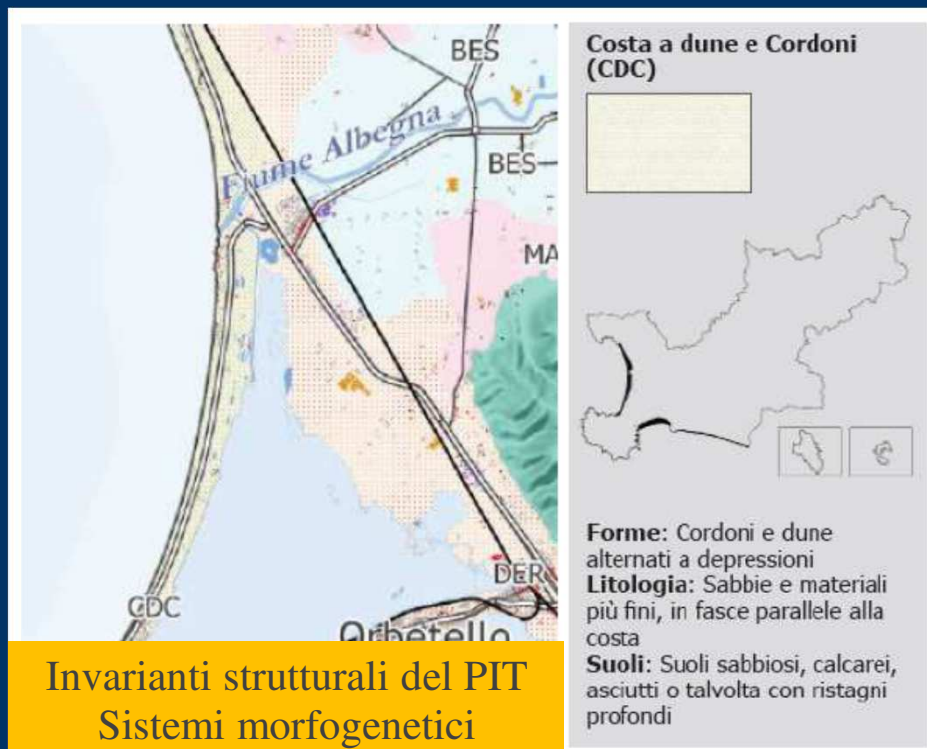 BES
Fiume Albegna
BES
MA
DER
CDC
Orbetello
Invarianti strutturali del PIT
Sistemi morfogenetici
Costa a dune e Cordoni
(CDC)
Forme: Cordoni e dune
alternati a depressioni
Litologia: Sabbie e materiali
più fini, in fasce parallele alla
costa
Suoli: Suoli sabbiosi, calcarei,
asciutti o talvolta con ristagni
profondi